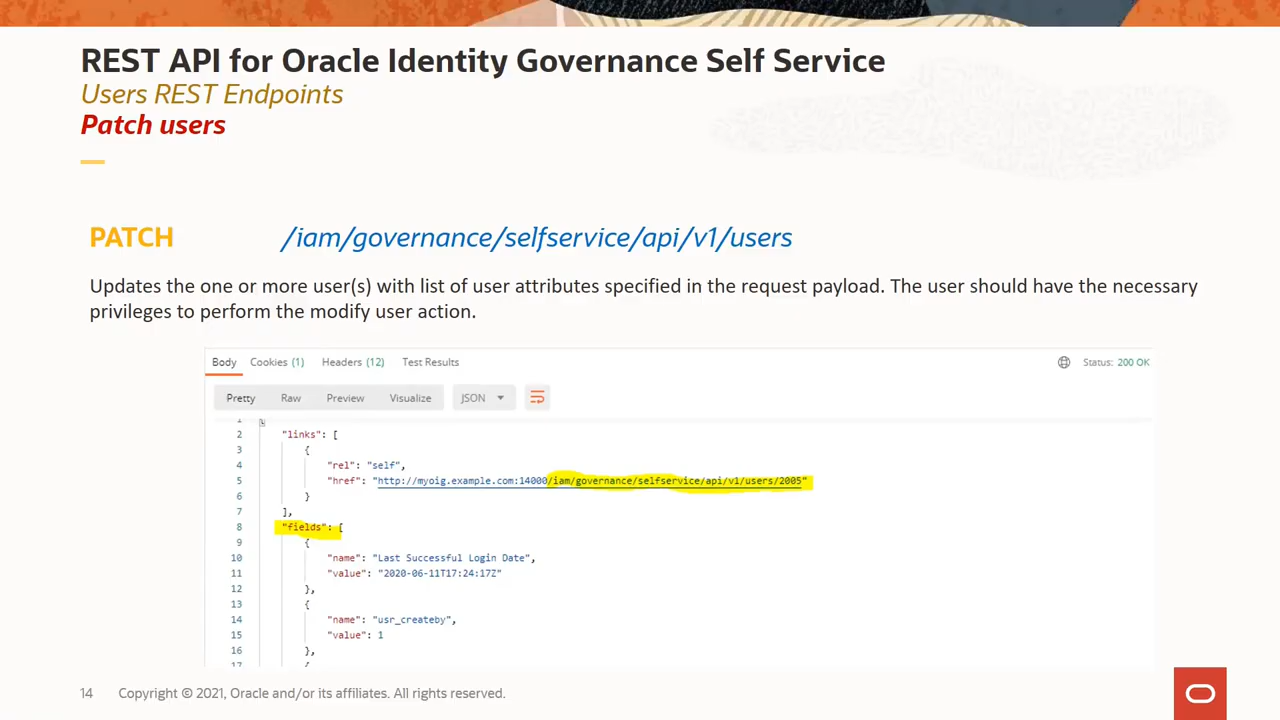 REST API for Oracle Identity Governance Self Service
Users REST Endpoints
Patch users
PATCH /iam/governance/selfservice/api/v1/users
Updates the one or more user(s) with list of user attributes specified in the request payload. The user should have the necessary
privileges to perform the modify user action.
Body Cookies (1) Headers (12) Test Results Status: 200 OK
Pretty Raw Preview Visualize JSON
1 {
2 "links": [
3 {
4 "rel": "self",
5 "href": "http://myoig.example.com:14000/iam/governance/selfservice/api/v1/users/2005"
6 }
7 ],
8 "fields": [
9 {
10 "name": "Last Successful Login Date",
11 "value": "2020-06-11T17:24:17Z"
12 },
13 {
14 "name": "usr_createby",
15 "value": 1
16 },
17 {
14 Copyright © 2021, Oracle and/or its affiliates. All rights reserved.